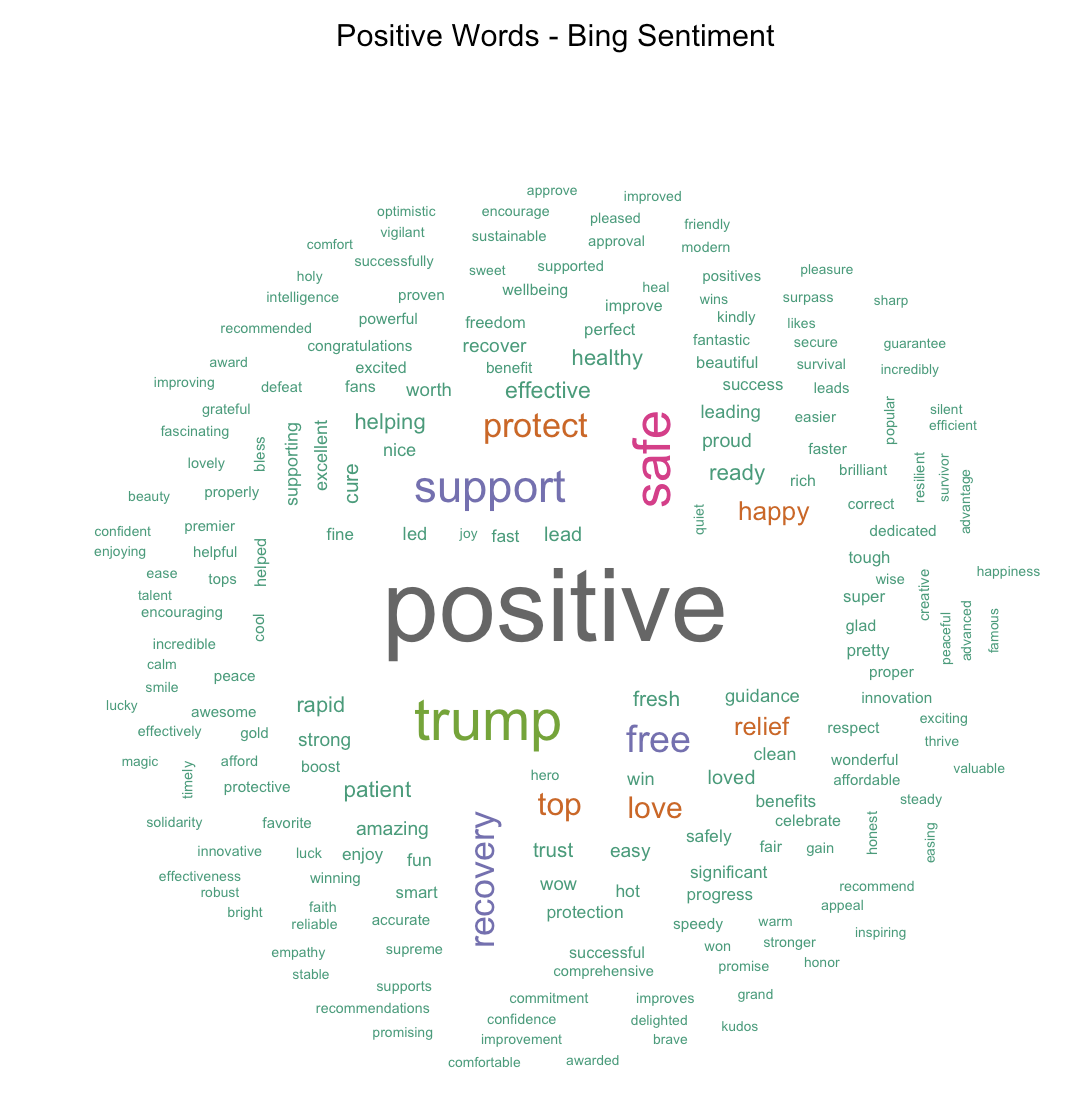 Positive Words - Bing Sentiment
approve
improved
optimistic
encourage
pleased
friendly
vigilant
sustainable
approval
modern
comfort
successfully
sweet
supported
positives
pleasure
holy
intelligence
proven
wellbeing
heal
improve
wins
surpass
sharp
kindly
recommended
powerful
freedom
perfect
likes
congratulations
recover
healthy
fantastic
secure
guarantee
award
excited
benefit
beautiful
survival
incredibly
improving
defeat
fans
worth
effective
success
leads
grateful
helping
protect
safe
leading
easier
popular
silent
efficient
fascinating
bless
supporting
excellent
nice
proud
faster
lovely
cure
support
ready
rich
brilliant
resilient
survivor
advantage
beauty
properly
quiet
happy
correct
confident
premier
fine
led
joy
fast
lead
dedicated
enjoying
helpful
helped
tough
ease
tops
wise
happiness
talent
positive
super
creative
encouraging
cool
glad
peaceful
advanced
famous
incredible
pretty
calm
peace
proper
smile
lucky
awesome
rapid
trump
fresh
guidance
innovation
effectively
gold
strong
free
relief
respect
exciting
thrive
magic
timely
afford
boost
clean
wonderful
valuable
protective
patient
hero
win
loved
affordable
top
love
benefits
steady
solidarity
favorite
amazing
recovery
celebrate
honest
easing
innovative
luck
enjoy
fun
trust
easy
safely
fair
gain
effectiveness
winning
smart
wow
hot
significant
recommend
robust
progress
bright
faith
accurate
protection
appeal
reliable
speedy
warm
inspiring
empathy
supreme
successful
won
stronger
stable
comprehensive
promise
honor
supports
recommendations
commitment
improves
grand
promising
confidence
delighted
kudos
improvement
brave
comfortable
awarded